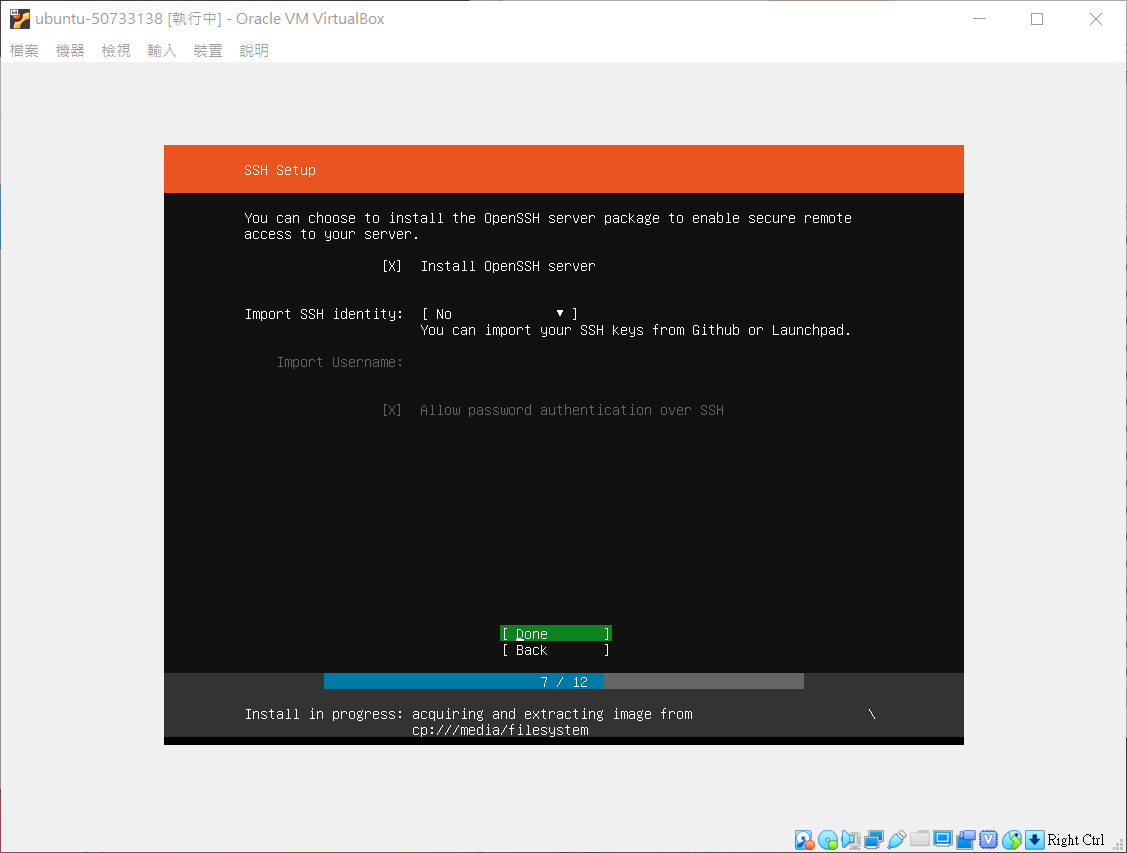 ubuntu-50733138 [執行中] - Oracle VM VirtualBox
檔案 機器 檢視 輸入 裝置 說明
SSH Setup
You can choose to install the OpenSSH server package to enable secure remote
access to your server.
[X] Install OpenSSH server
Import SSH identity: [ No ▾ ]
You can import your SSH keys from Github or Launchpad.
Import Username:
[X] Allow password authentication over SSH
[ Done ]
[ Back ]
7 / 12
Install in progress: acquiring and extracting image from \
cp:///media/filesystem
Right Ctrl